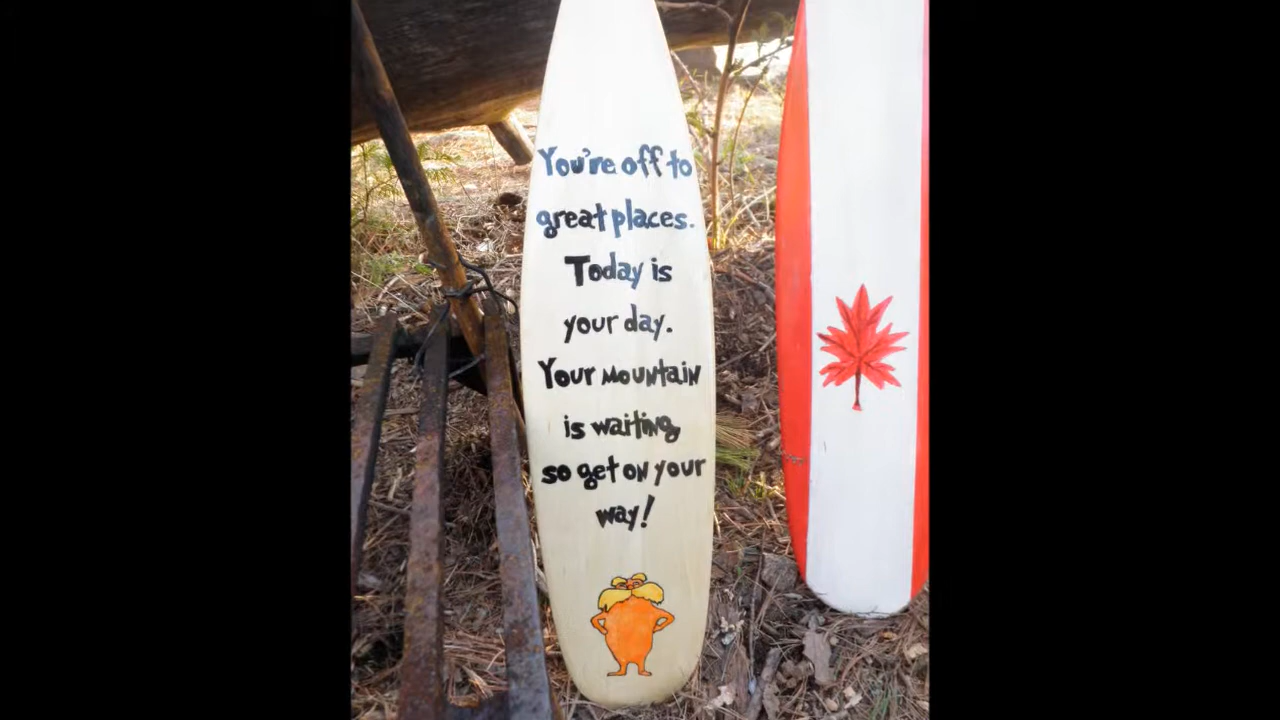 You're off to
great places.
Today is
your day.
Your mountain
is waiting
so get on your
way!